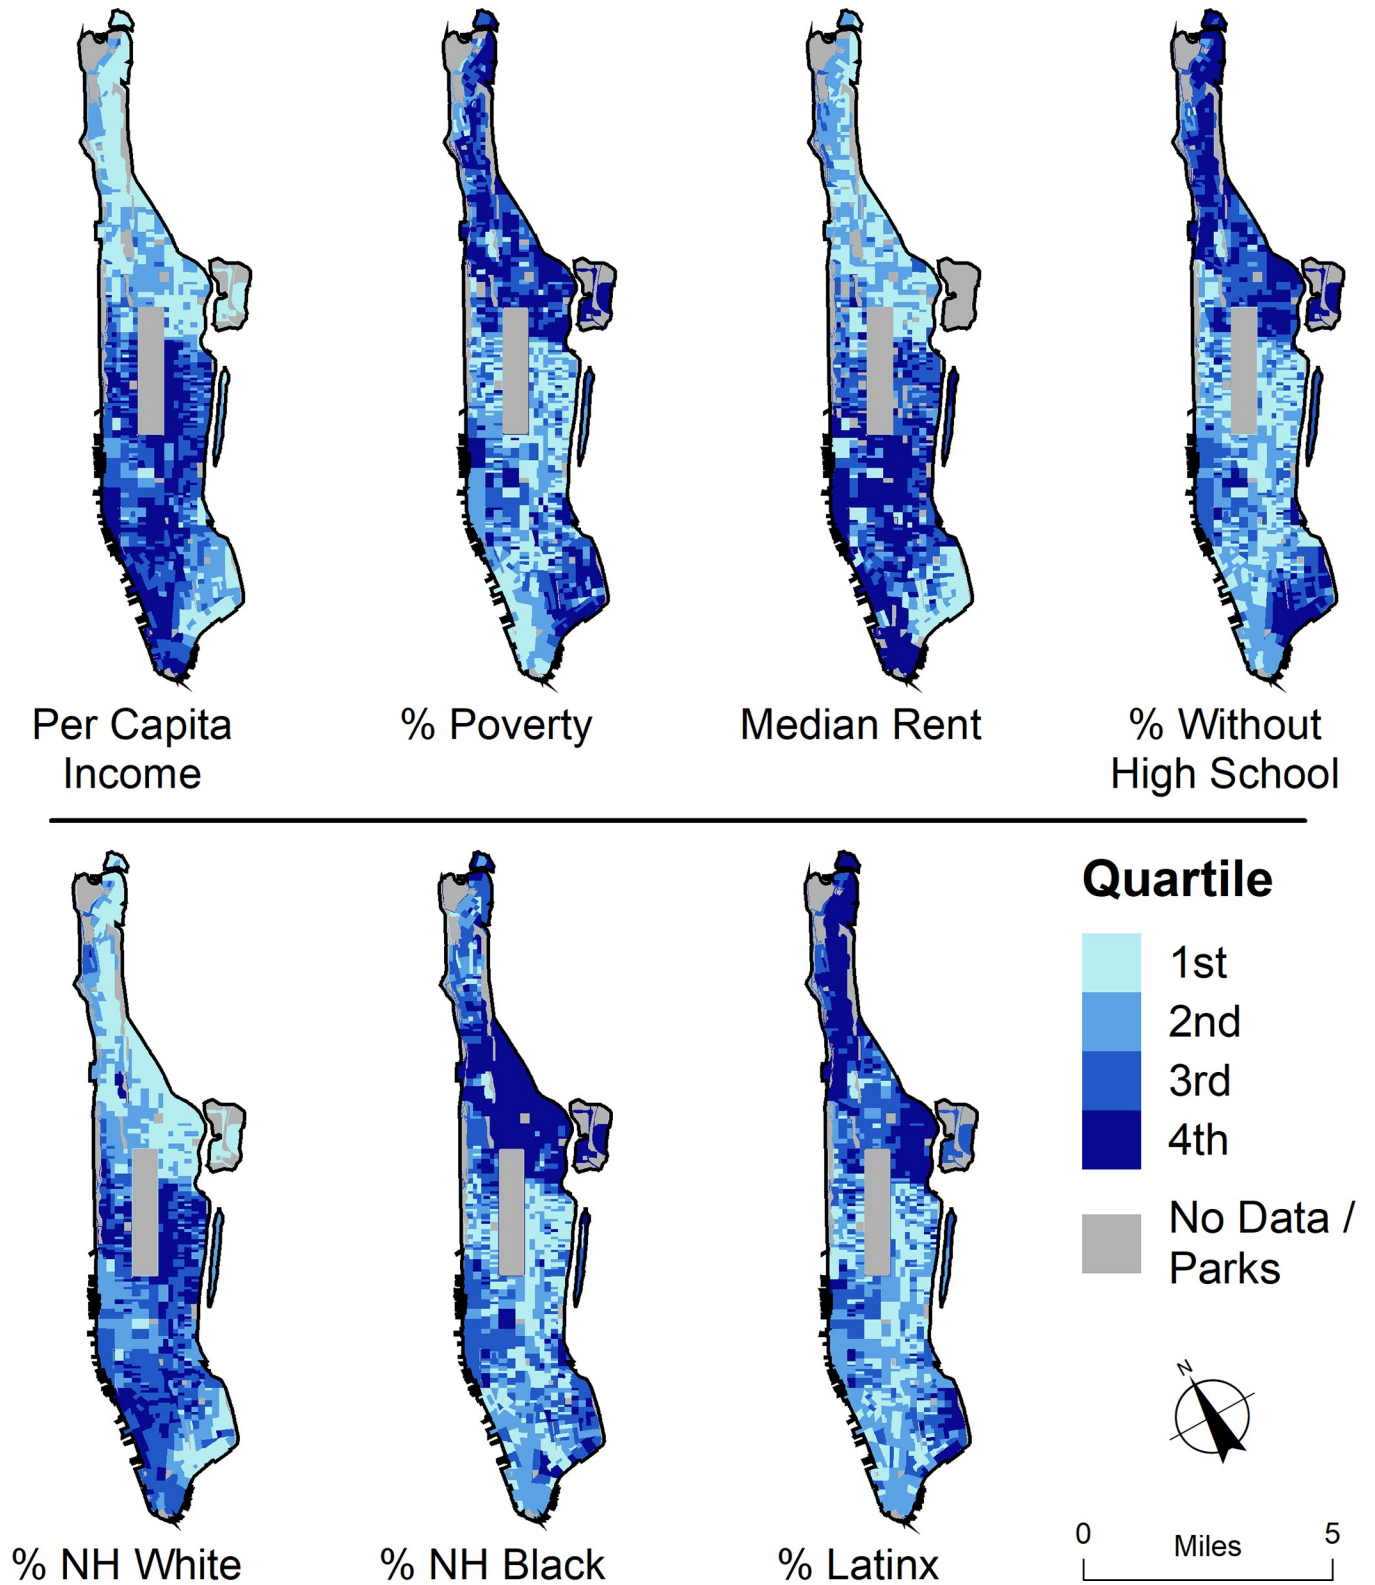 Per Capita
Income
% Poverty
Median Rent
% Without
High School
Quartile
1st
2nd
3rd
4th
No Data /
Parks
N
0 Miles 5
% NH White
% NH Black
% Latinx